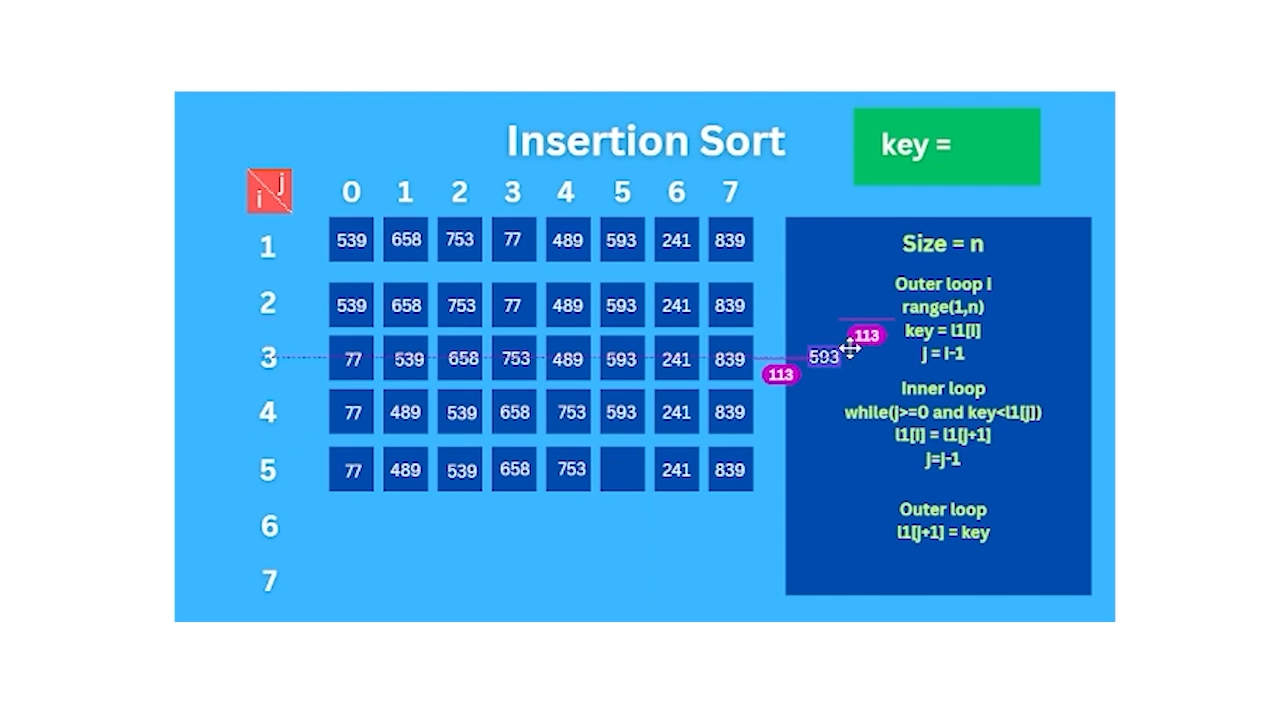 Insertion Sort
key =
j
i
0 1 2 3 4 5 6 7
1 539 658 753 77 489 593 241 839
2 539 658 753 77 489 593 241 839
3 77 539 658 753 489 593 241 839
4 77 489 539 658 753 593 241 839
5 77 489 539 658 753 241 839
6
7
593
113
113
Size = n
Outer loop I
range(1,n)
key = l1[i]
j = i-1
Inner loop
while(j>=0 and key<l1[j])
l1[i] = l1[j+1]
j=j-1
Outer loop
l1[j+1] = key